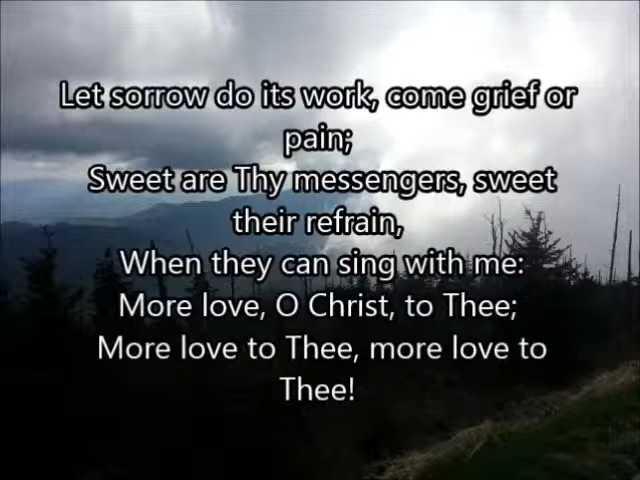 Let sorrow do its work, come grief or
pain;
Sweet are Thy messengers, sweet
their refrain,
When they can sing with me:
More love, O Christ, to Thee;
More love to Thee, more love to
Thee!